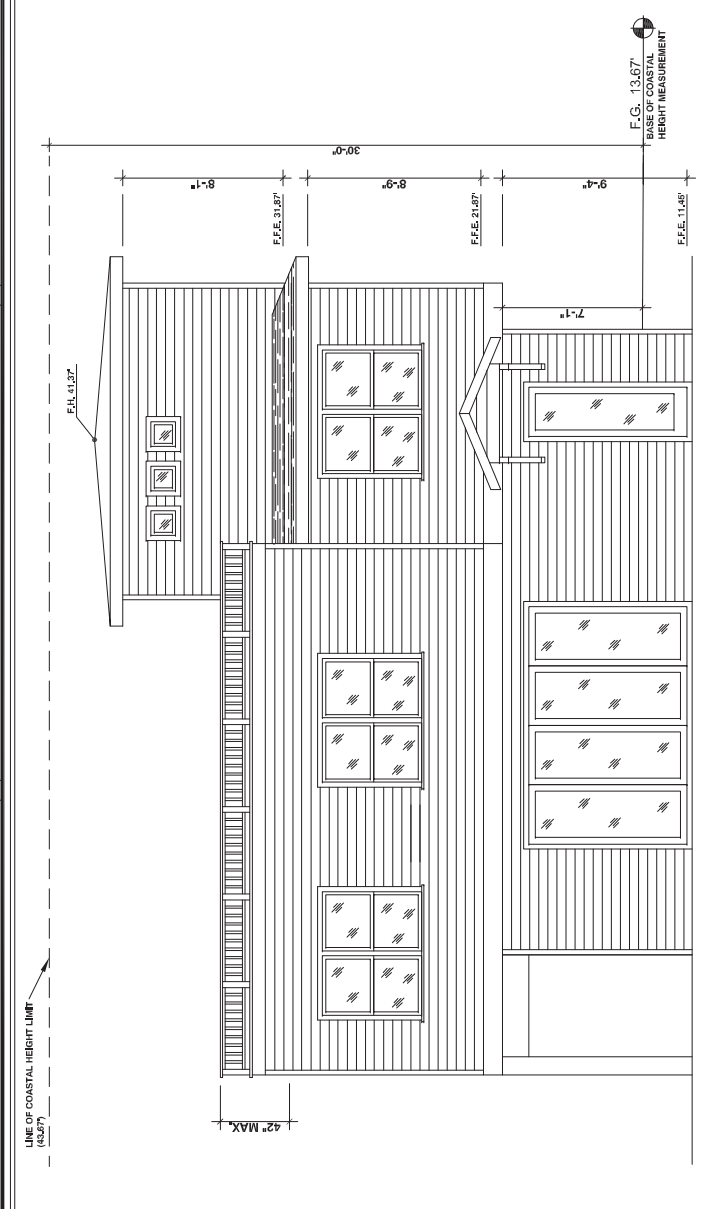 LINE OF COASTAL HEIGHT LIMIT
(43.67')
F.H. 41.37'
30'-0"
8'-1"
F.F.E. 31.87'
8'-9"
F.F.E. 21.87'
9'-4"
F.F.E. 11.45'
7'-1"
42" MAX.
F.G. 13.67'
BASE OF COASTAL
HEIGHT MEASUREMENT